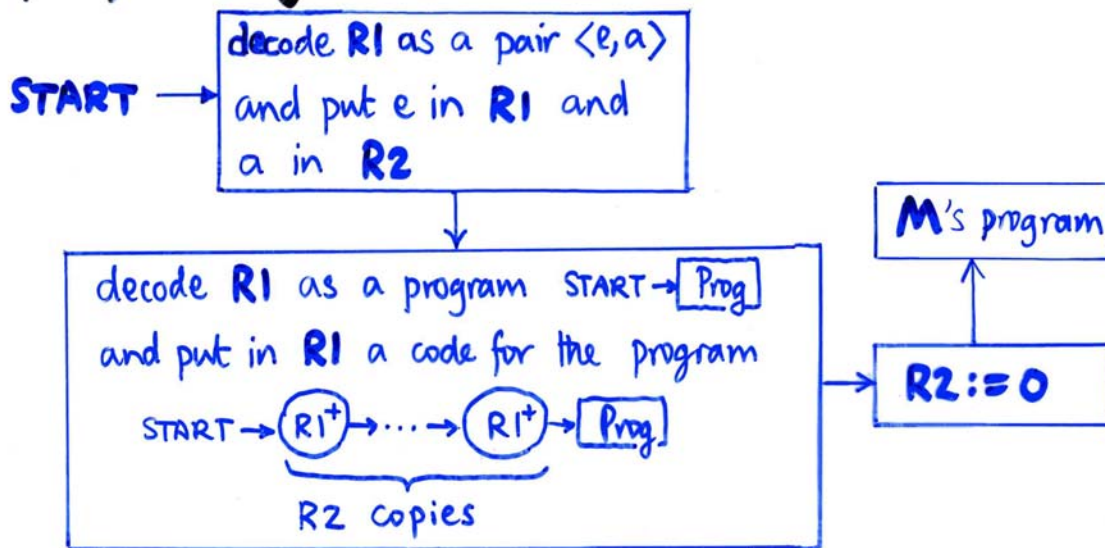 decode R1 as a pair ⟨e,a⟩
START → and put e in R1 and
a in R2
M's program
decode R1 as a program START → Prog
and put in R1 a code for the program
R2 := 0
START → R1⁺ → ⋯ → R1⁺ → Prog
R2 copies